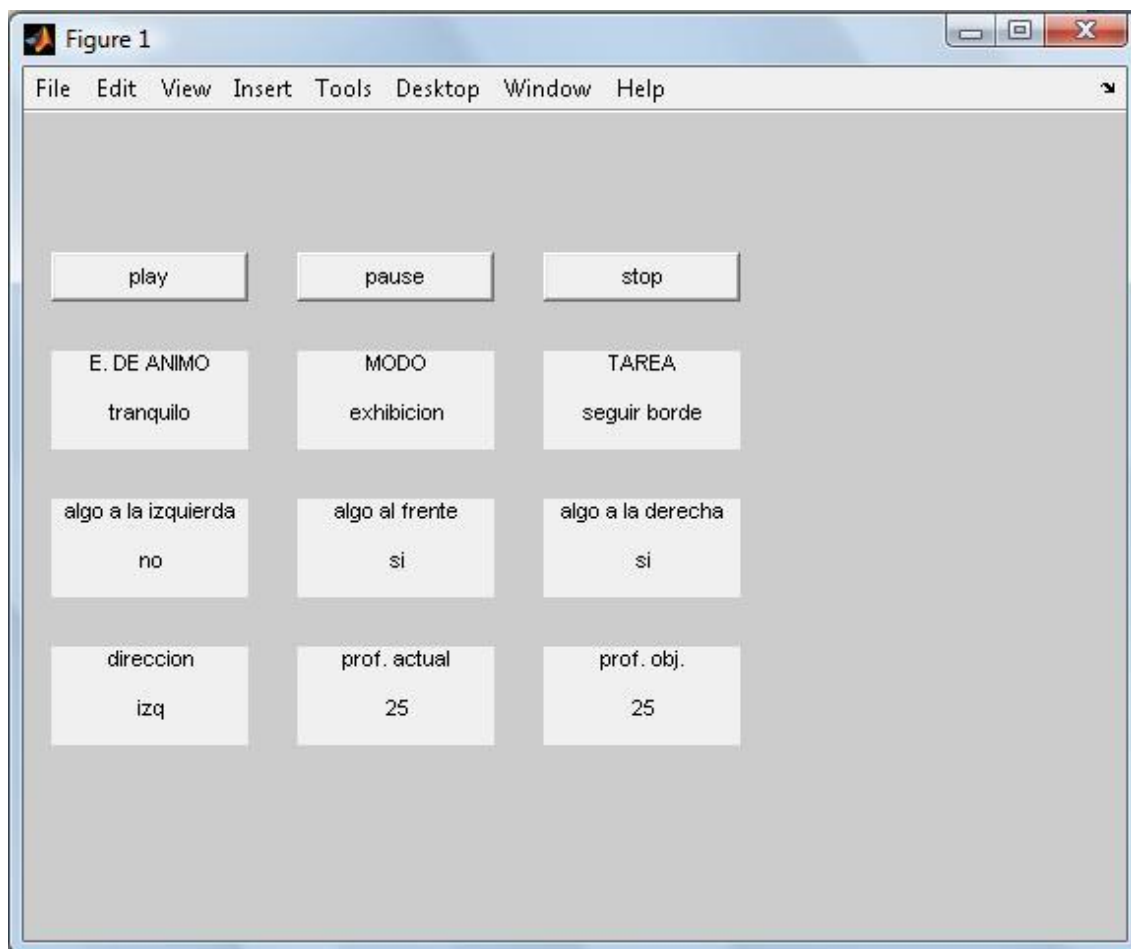 Figure 1
File Edit View Insert Tools Desktop Window Help
play pause stop
E. DE ANIMO MODO TAREA
tranquilo exhibicion seguir borde
algo a la izquierda algo al frente algo a la derecha
no si si
direccion prof. actual prof. obj.
izq 25 25